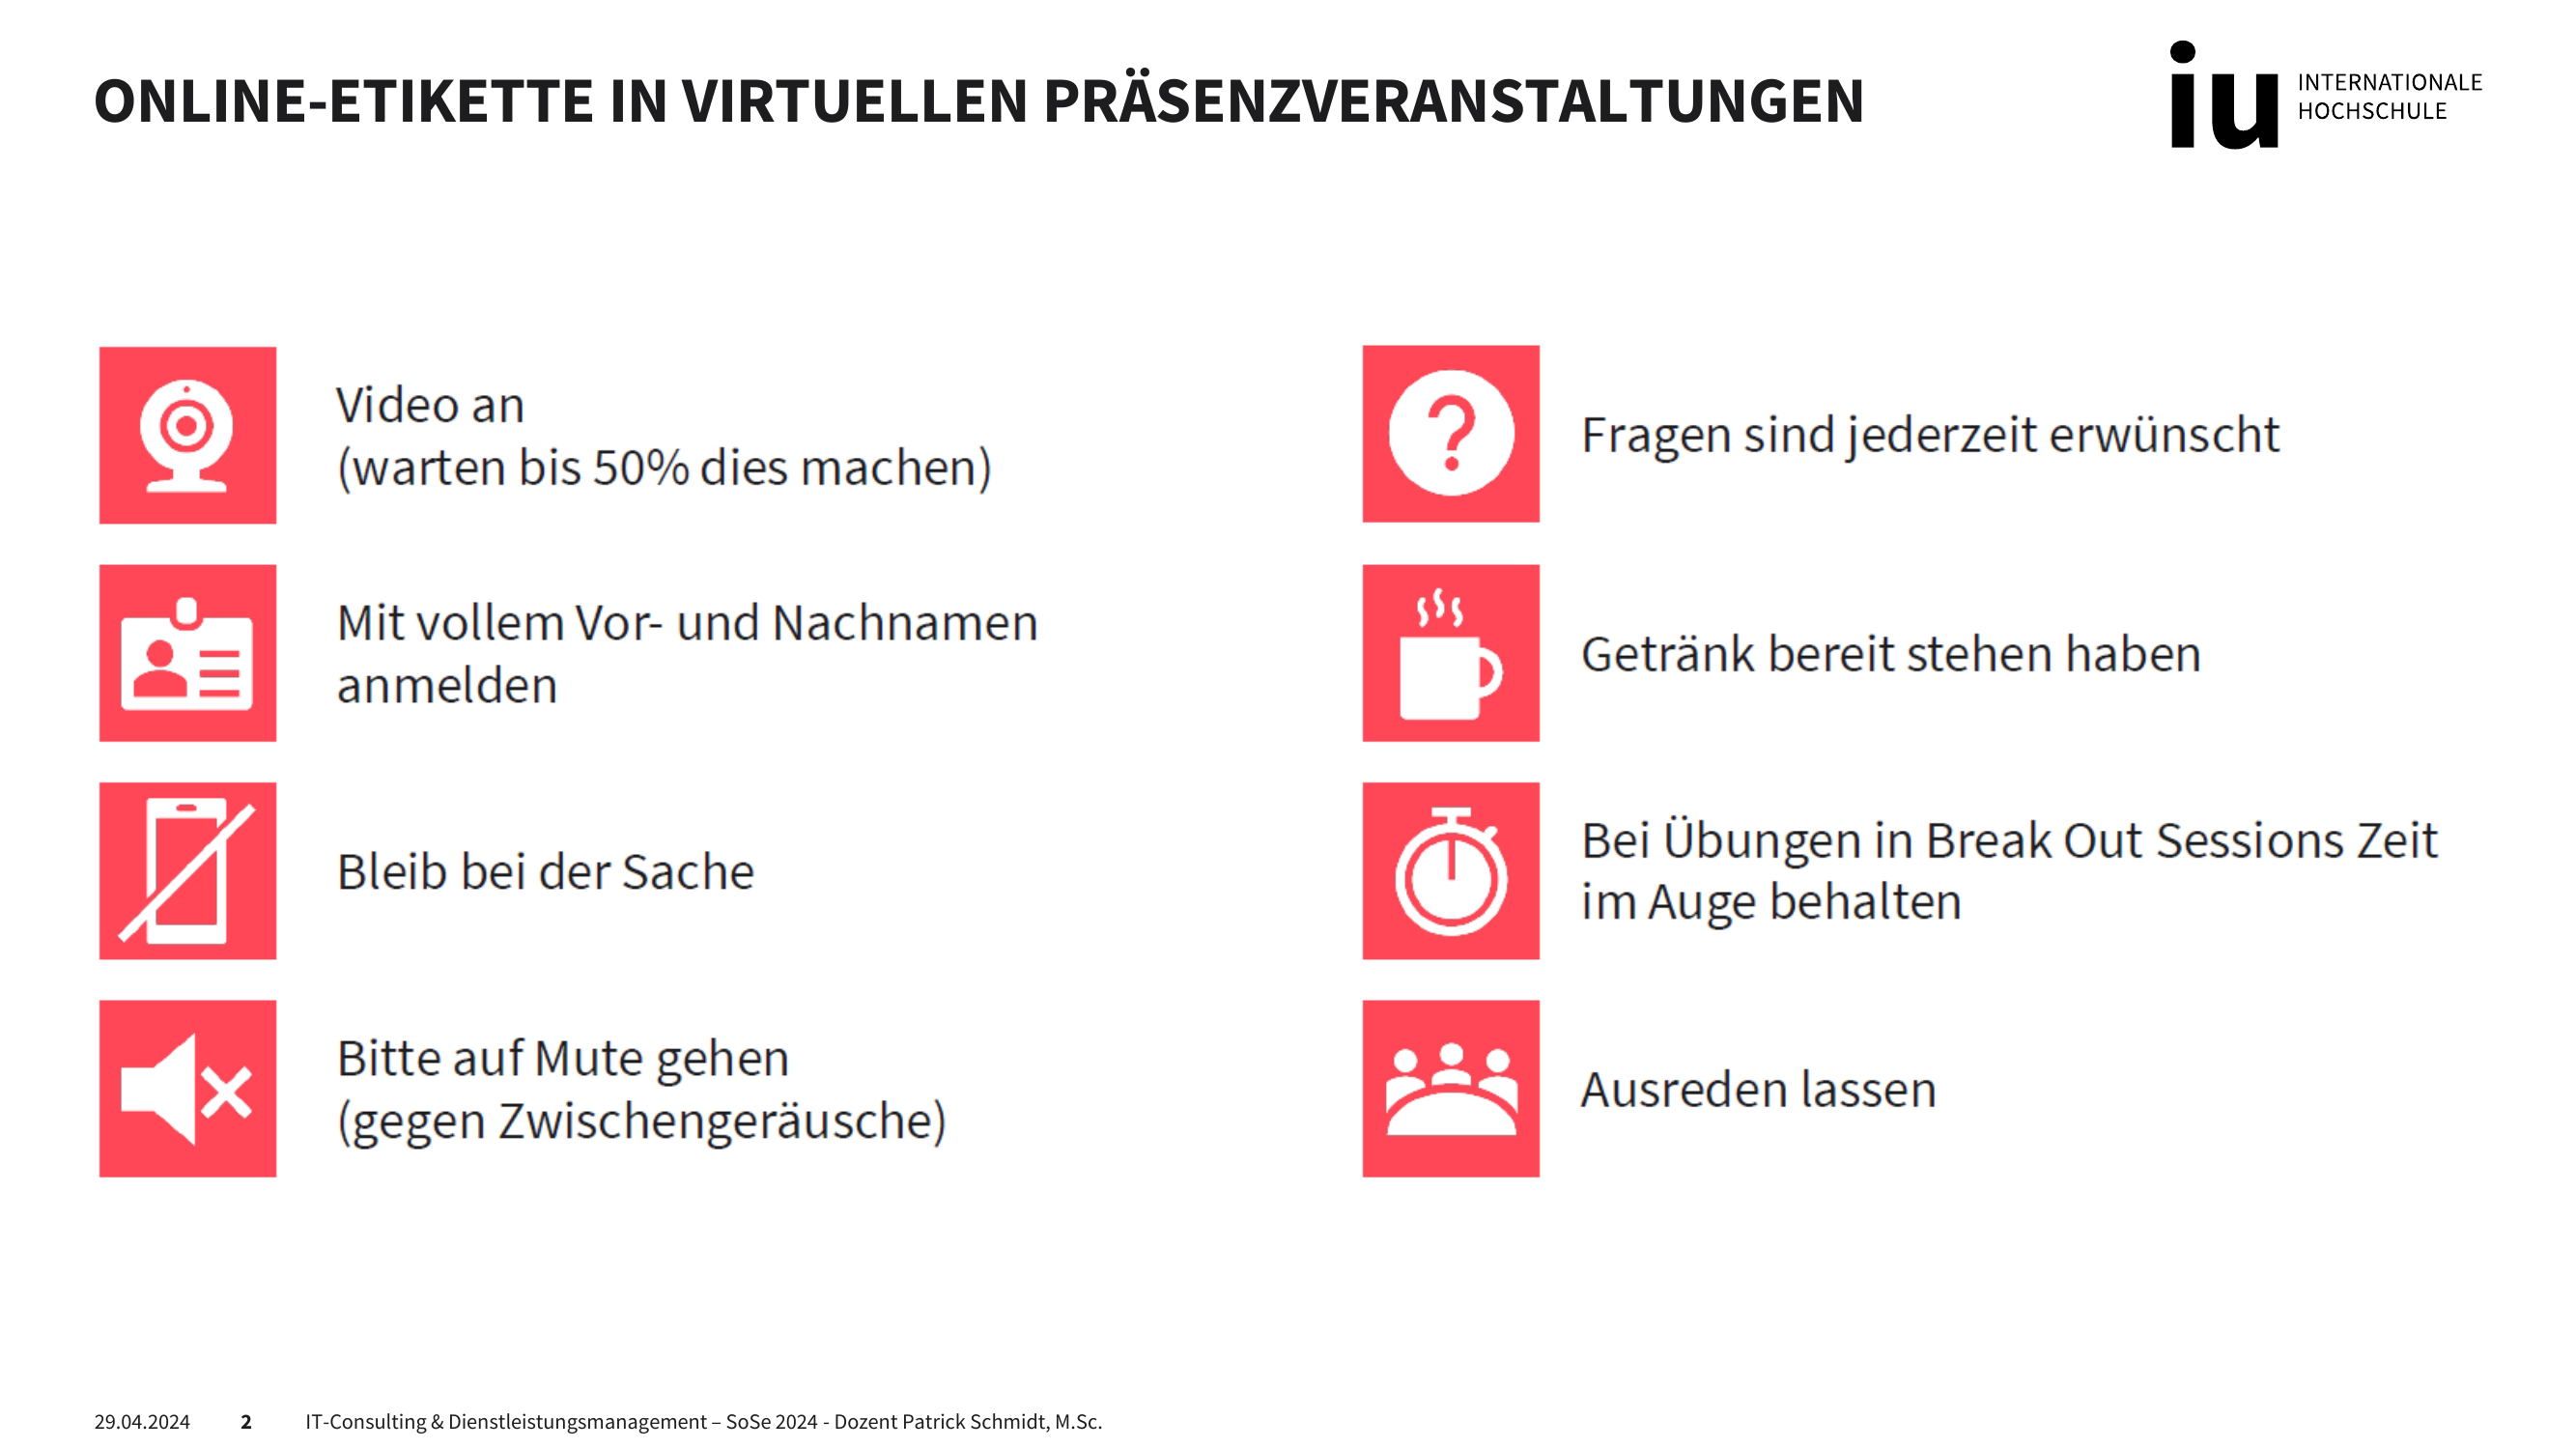 ONLINE-ETIKETTE IN VIRTUELLEN PRÄSENZVERANSTALTUNGEN
iu INTERNATIONALE
HOCHSCHULE
Video an
(warten bis 50% dies machen)
Mit vollem Vor- und Nachnamen
anmelden
Bleib bei der Sache
Bitte auf Mute gehen
(gegen Zwischengeräusche)
?
Fragen sind jederzeit erwünscht
Getränk bereit stehen haben
Bei Übungen in Break Out Sessions Zeit
im Auge behalten
Ausreden lassen
29.04.2024 2 IT-Consulting & Dienstleistungsmanagement – SoSe 2024 - Dozent Patrick Schmidt, M.Sc.